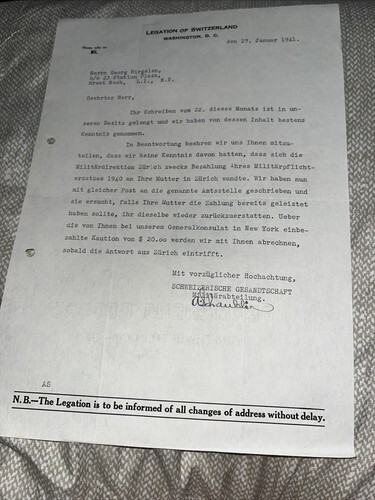 LEGATION OF SWITZERLAND
WASHINGTON, D. C.
den 27. Januar 1941.
Please refer to
Herrn Georg
c/o 23 Station Plaza,
Great Neck, L.I., N.Y.
Geehrter Herr,
Ihr Schreiben vom 22. dieses Monats ist in un-
seren Besitz gelangt und wir haben von dessen Inhalt bestens
Kenntnis genommen.
In Beantwortung beehren wir uns Ihnen mitzu-
teilen, dass wir keine Kenntnis davon hatten, dass sich die
Militärdirektion Zürich zwecks Bezahlung Ihres Militärpflicht-
ersatzes 1940 an Ihre Mutter in Zürich wandte. Wir haben nun
mit gleicher Post an die genannte Amtsstelle geschrieben und
sie ersucht, falls Ihre Mutter die Zahlung bereits geleistet
haben sollte, ihr dieselbe wieder zurückzuerstatten. Ueber
die von Ihnen bei unserem Generalkonsulat in New York einbe-
zahlte Kaution von $ 20.00 werden wir mit Ihnen abrechnen,
sobald die Antwort aus Zürich eintrifft.
Mit vorzüglicher Hochachtung,
SCHWEIZERISCHE GESANDTSCHAFT
Militärabteilung.
AS
N.B.—The Legation is to be informed of all changes of address without delay.